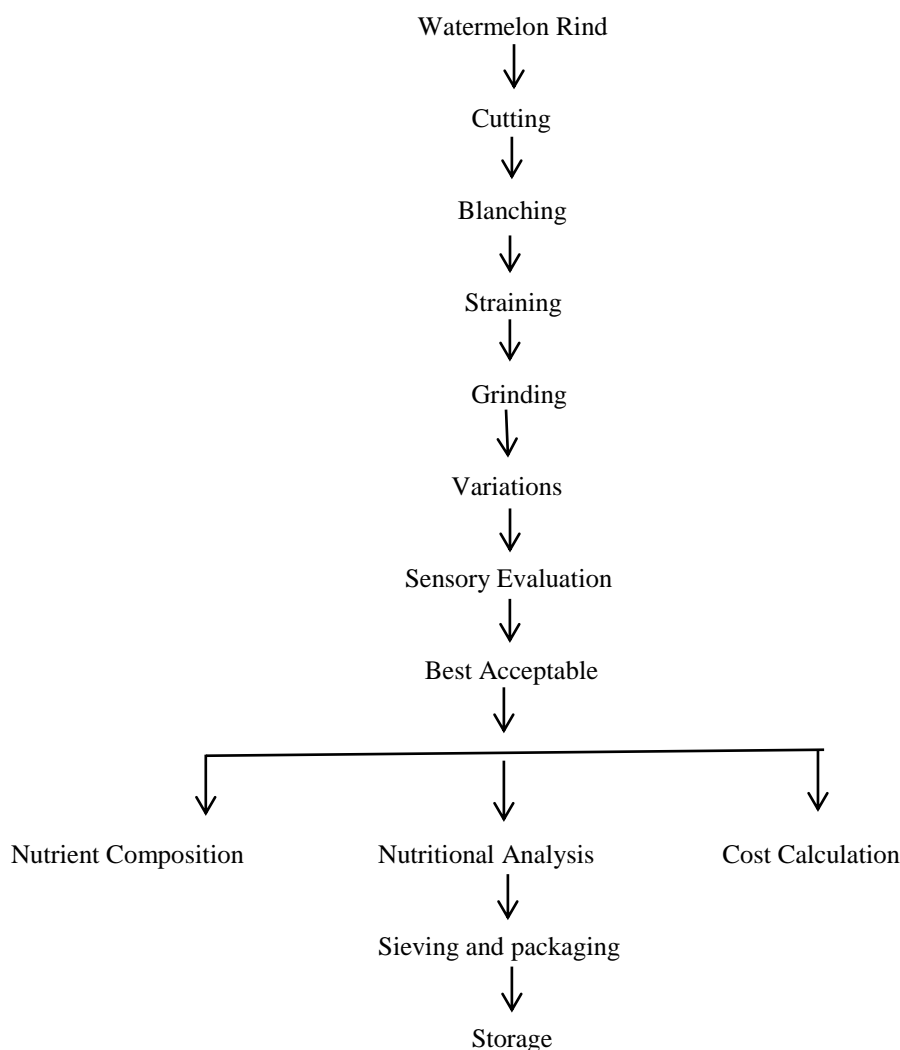 Watermelon Rind
Cutting
Blanching
Straining
Grinding
Variations
Sensory Evaluation
Best Acceptable
Nutrient Composition
Nutritional Analysis
Cost Calculation
Sieving and packaging
Storage